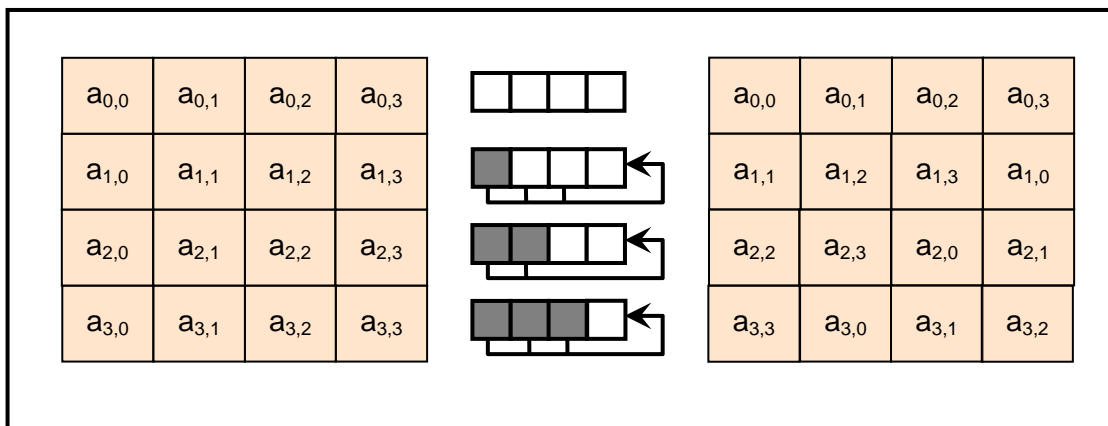 a0,0 a0,1 a0,2 a0,3 a0,0 a0,1 a0,2 a0,3
a1,0 a1,1 a1,2 a1,3 a1,1 a1,2 a1,3 a1,0
a2,0 a2,1 a2,2 a2,3 a2,2 a2,3 a2,0 a2,1
a3,0 a3,1 a3,2 a3,3 a3,3 a3,0 a3,1 a3,2